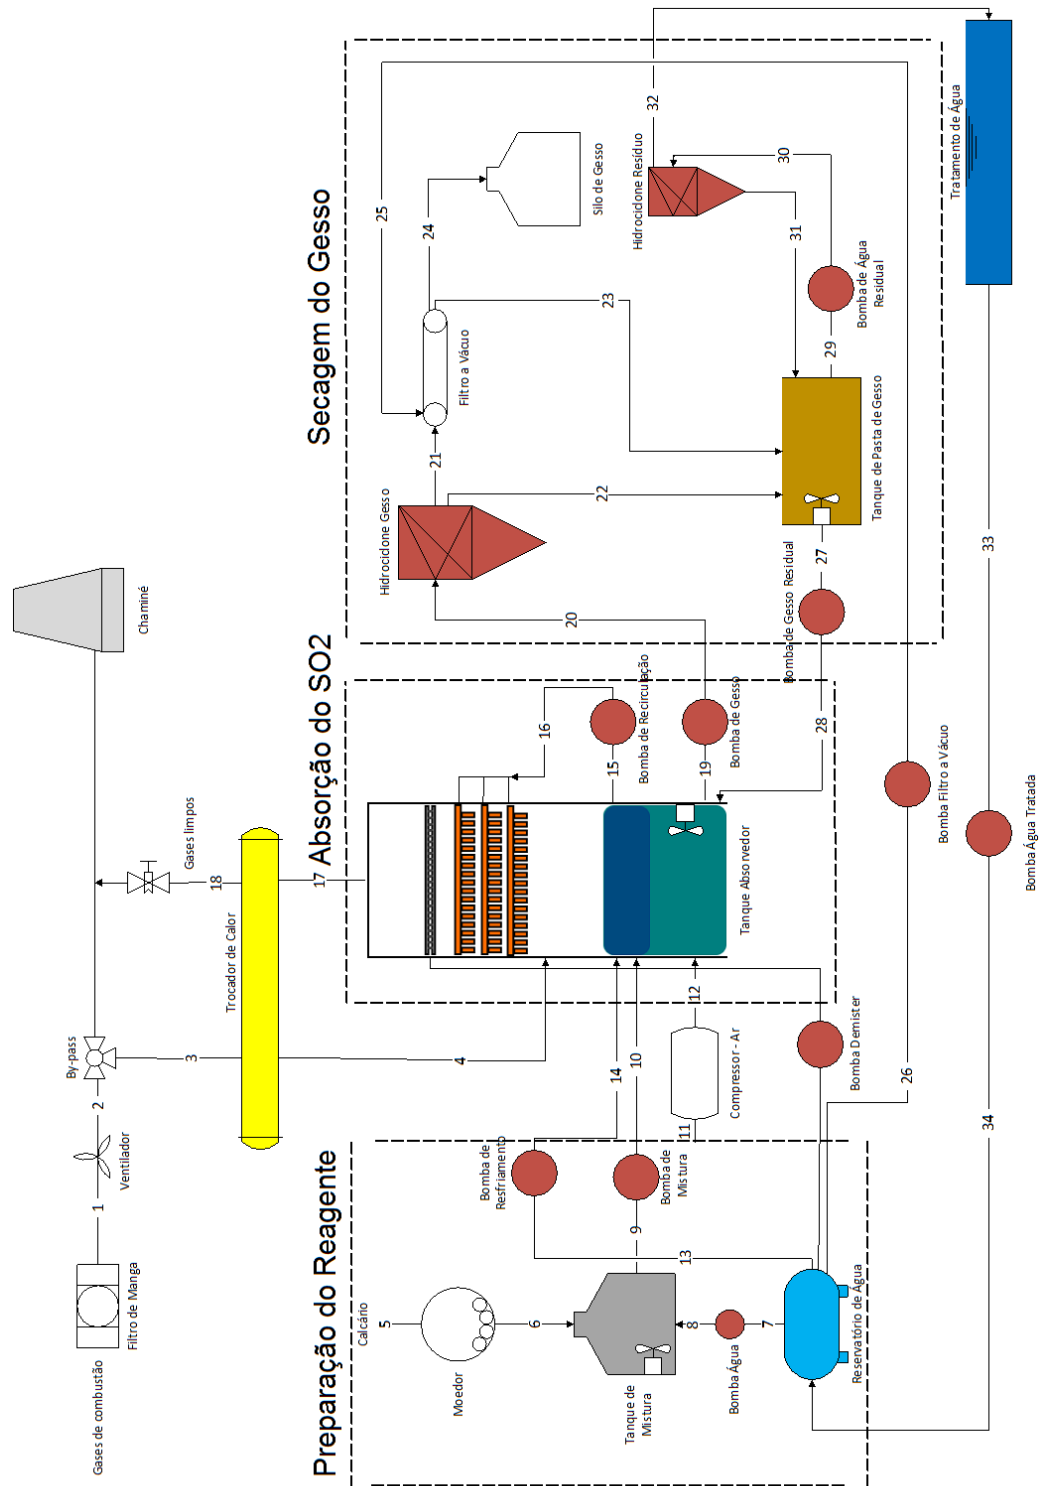 Gases de combustão
Filtro de Manga
1
Ventilador
2
By-pass
3
Chaminé
Gases limpos
18
Trocador de Calor
17
4
Preparação do Reagente
Calcário
5
Moedor
6
Tanque de
Mistura
8
Bomba Água
7
Reservatório de Água
9
Bomba de
Mistura
10
Bomba de
Resfriamento
13
14
11
Compressor - Ar
12
Bomba Demister
Absorção do SO2
Tanque Absorvedor
15
Bomba de Recirculação
16
19
Bomba de Gesso
28
Secagem do Gesso
20
Hidrociclone Gesso
21
22
Filtro a Vácuo
23
24
25
Silo de Gesso
Bomba de Gesso Residual
27
Tanque de Pasta de Gesso
29
Bomba de Água
Residual
30
31
Hidrociclone Resíduo
32
Tratamento de Água
26
Bomba Filtro a Vácuo
33
Bomba Água Tratada
34